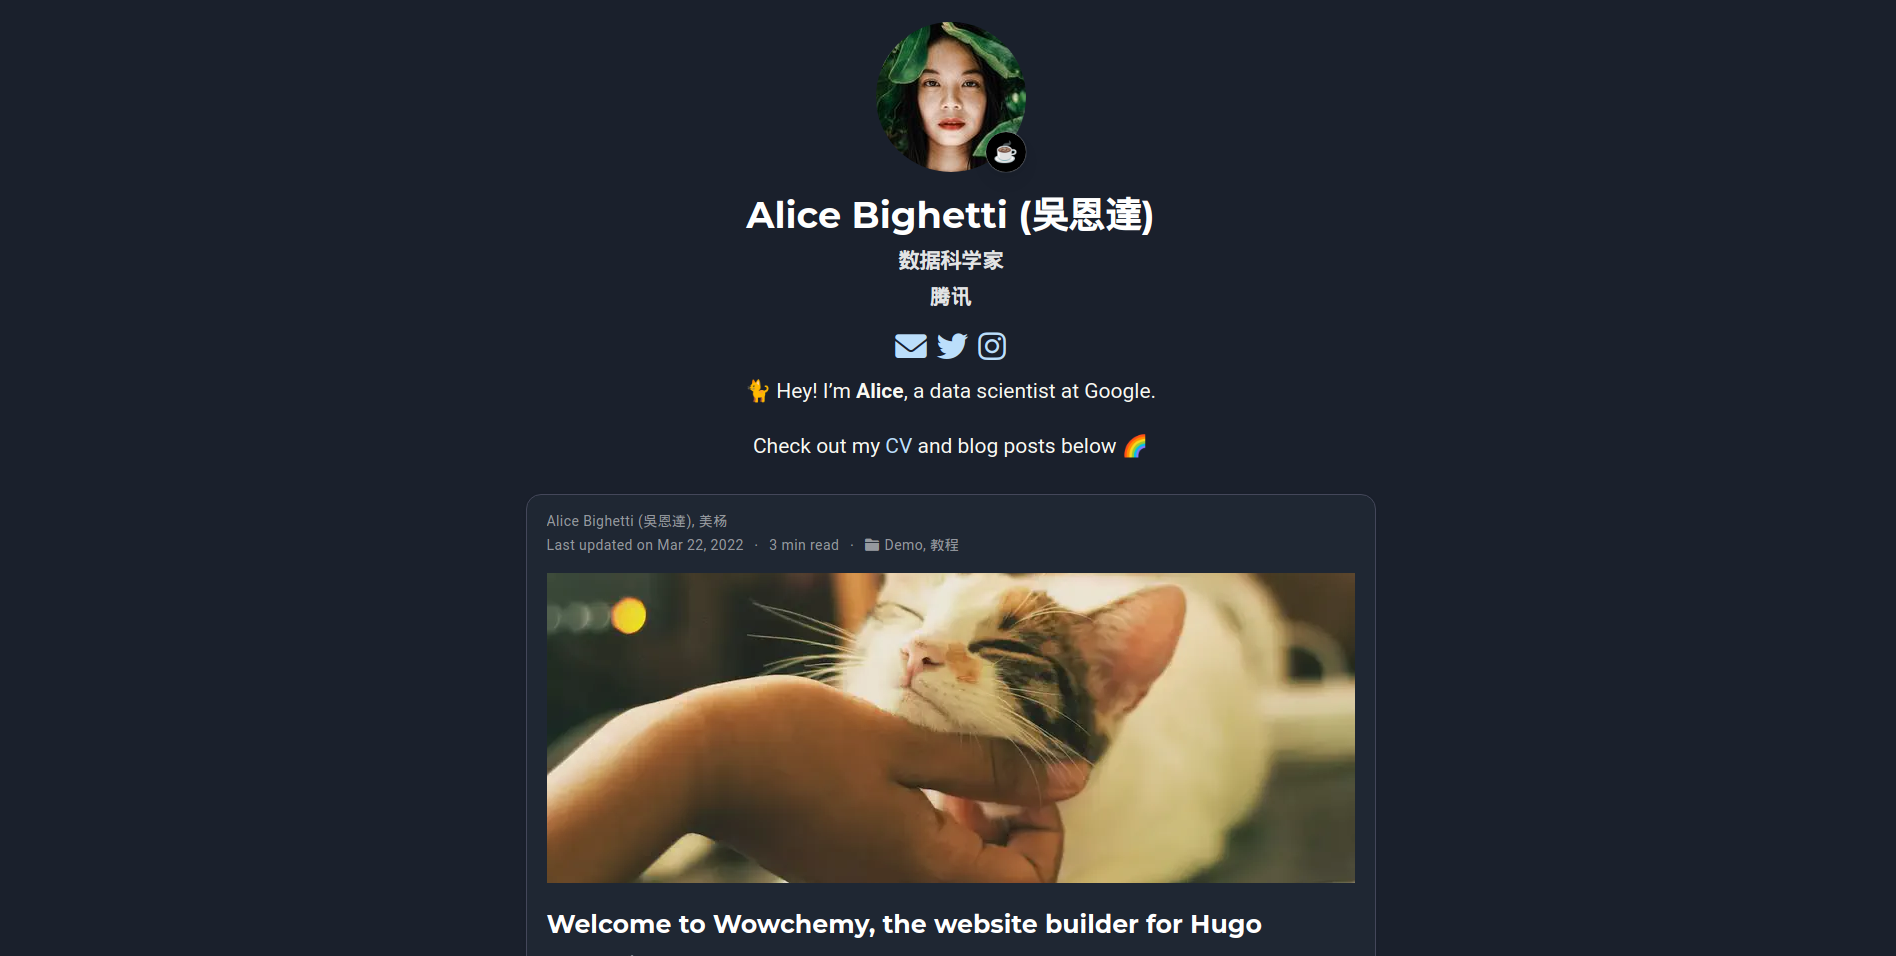 Alice Bighetti (吳恩達)
数据科学家
腾讯
🐈 Hey! I’m Alice, a data scientist at Google.
Check out my CV and blog posts below 🌈
Alice Bighetti (吳恩達), 美杨
Last updated on Mar 22, 2022 · 3 min read · Demo, 教程
Welcome to Wowchemy, the website builder for Hugo